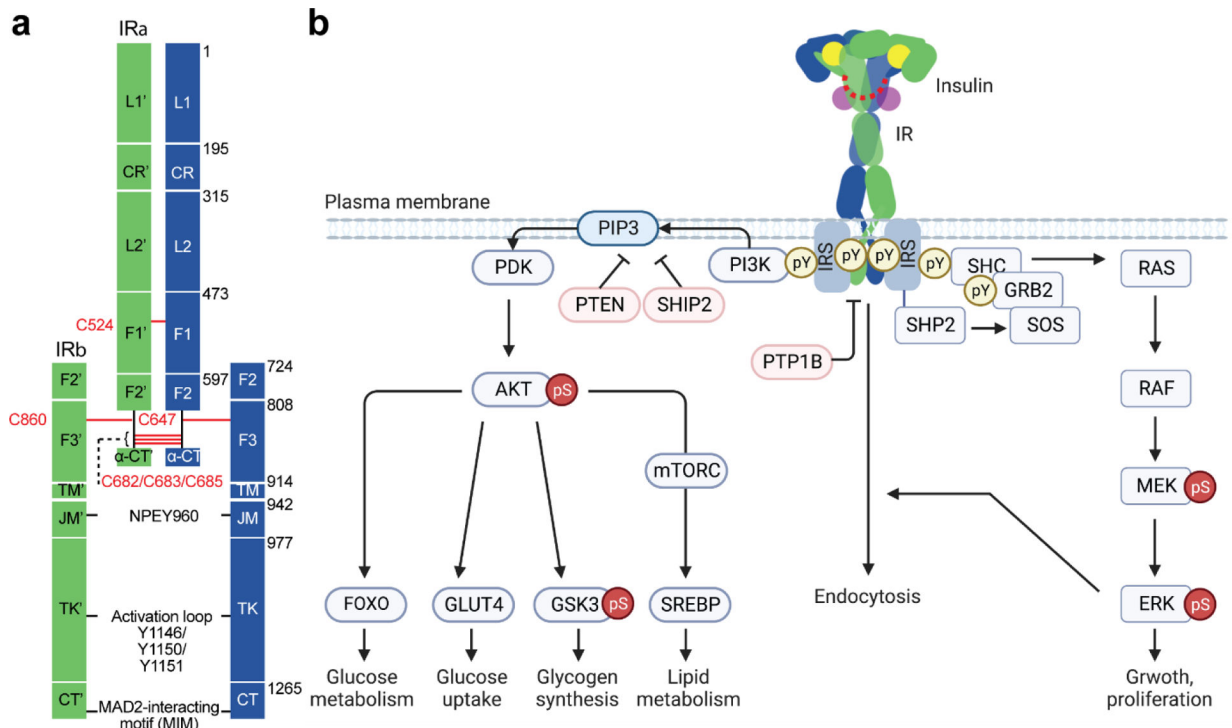 a
IRa
1
L1'
L1
195
CR'
CR
315
L2'
L2
473
C524
F1'
F1
IRb
597
724
F2'
F2'
F2
F2
808
C860
C647
F3'
F3
α-CT'
α-CT
C682/C683/C685
914
TM'
TM
942
JM'
NPEY960
JM
977
TK'
TK
Activation loop
Y1146/
Y1150/
Y1151
1265
CT'
CT
MAD2-interacting
motif (MIM)
b
Insulin
IR
Plasma membrane
PIP3
PDK
PI3K
pY
IRS
pY
pY
IRS
pY
SHC
RAS
pY
GRB2
PTEN
SHIP2
SHP2
SOS
PTP1B
AKT
pS
RAF
mTORC
MEK
pS
FOXO
GLUT4
GSK3
pS
SREBP
Endocytosis
ERK
pS
Glucose
metabolism
Glucose
uptake
Glycogen
synthesis
Lipid
metabolism
Grwoth,
proliferation